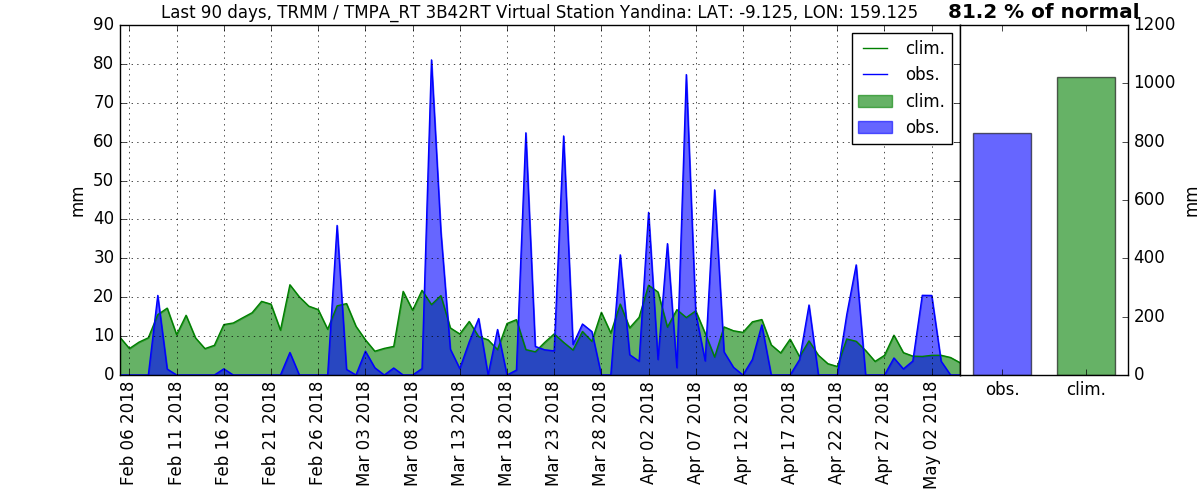 Last 90 days, TRMM / TMPA_RT 3B42RT Virtual Station Yandina: LAT: -9.125, LON: 159.125
81.2 % of normal
90
80
70
60
50
40
30
20
10
0
mm
clim.
obs.
clim.
obs.
1200
1000
800
600
400
200
0
mm
obs.
clim.
Feb 06 2018
Feb 11 2018
Feb 16 2018
Feb 21 2018
Feb 26 2018
Mar 03 2018
Mar 08 2018
Mar 13 2018
Mar 18 2018
Mar 23 2018
Mar 28 2018
Apr 02 2018
Apr 07 2018
Apr 12 2018
Apr 17 2018
Apr 22 2018
Apr 27 2018
May 02 2018